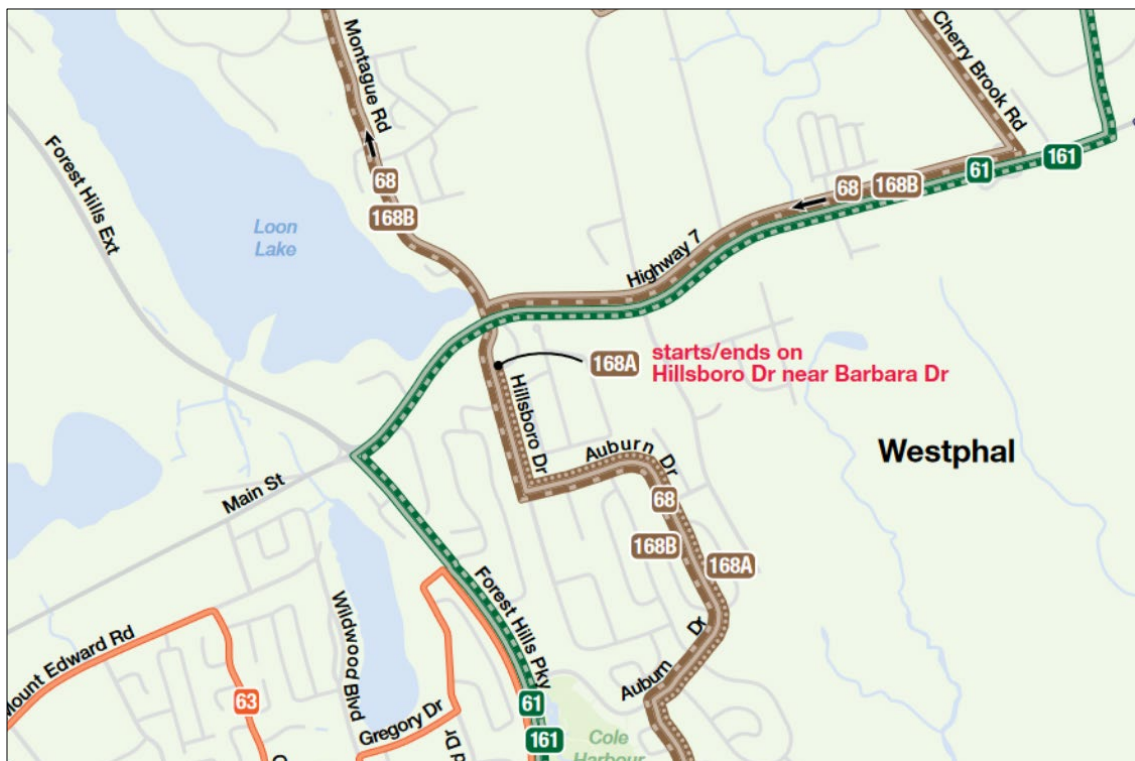 Montague Rd
Cherry Brook Rd
Forest Hills Ext
68
168B
61
161
68
168B
Loon
Lake
Highway 7
168A
starts/ends on
Hillsboro Dr near Barbara Dr
Hillsboro Dr
Auburn Dr
Westphal
Main St
68
168B
168A
Forest Hills Pky
Wildwood Blvd
Mount Edward Rd
Auburn Dr
63
61
161
Gregory Dr
Dr
Cole
Harbour